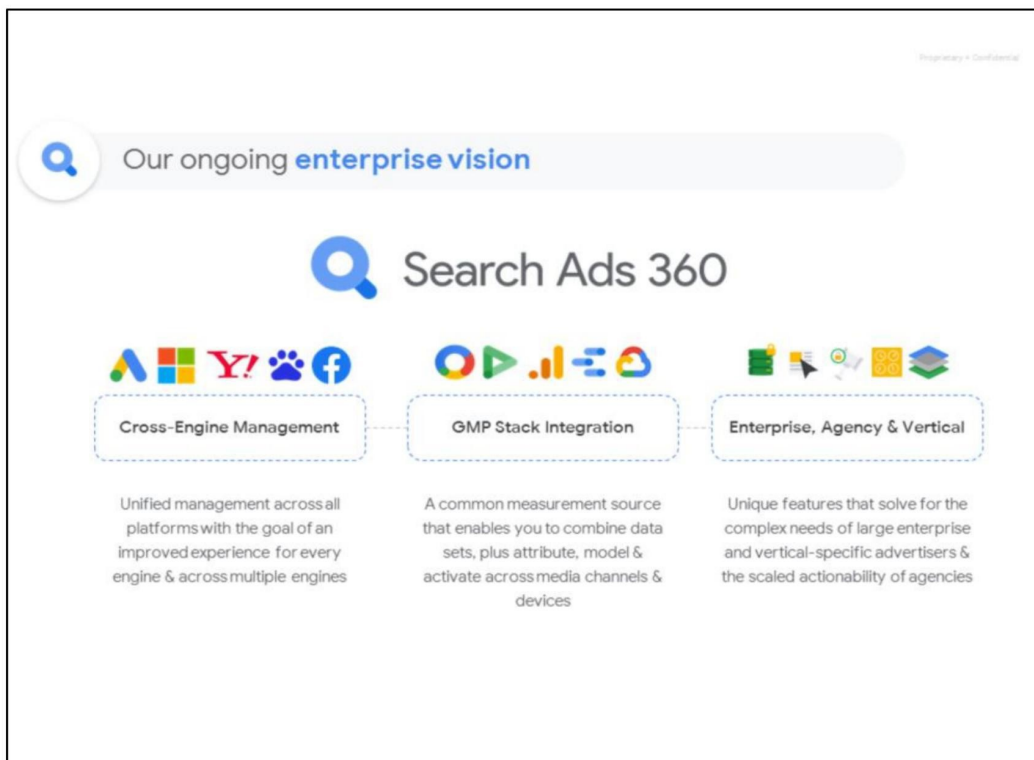 Proprietary + Confidential
Our ongoing enterprise vision
Search Ads 360
Y!
Cross-Engine Management
GMP Stack Integration
Enterprise, Agency & Vertical
Unified management across all
platforms with the goal of an
improved experience for every
engine & across multiple engines
A common measurement source
that enables you to combine data
sets, plus attribute, model &
activate across media channels &
devices
Unique features that solve for the
complex needs of large enterprise
and vertical-specific advertisers &
the scaled actionability of agencies